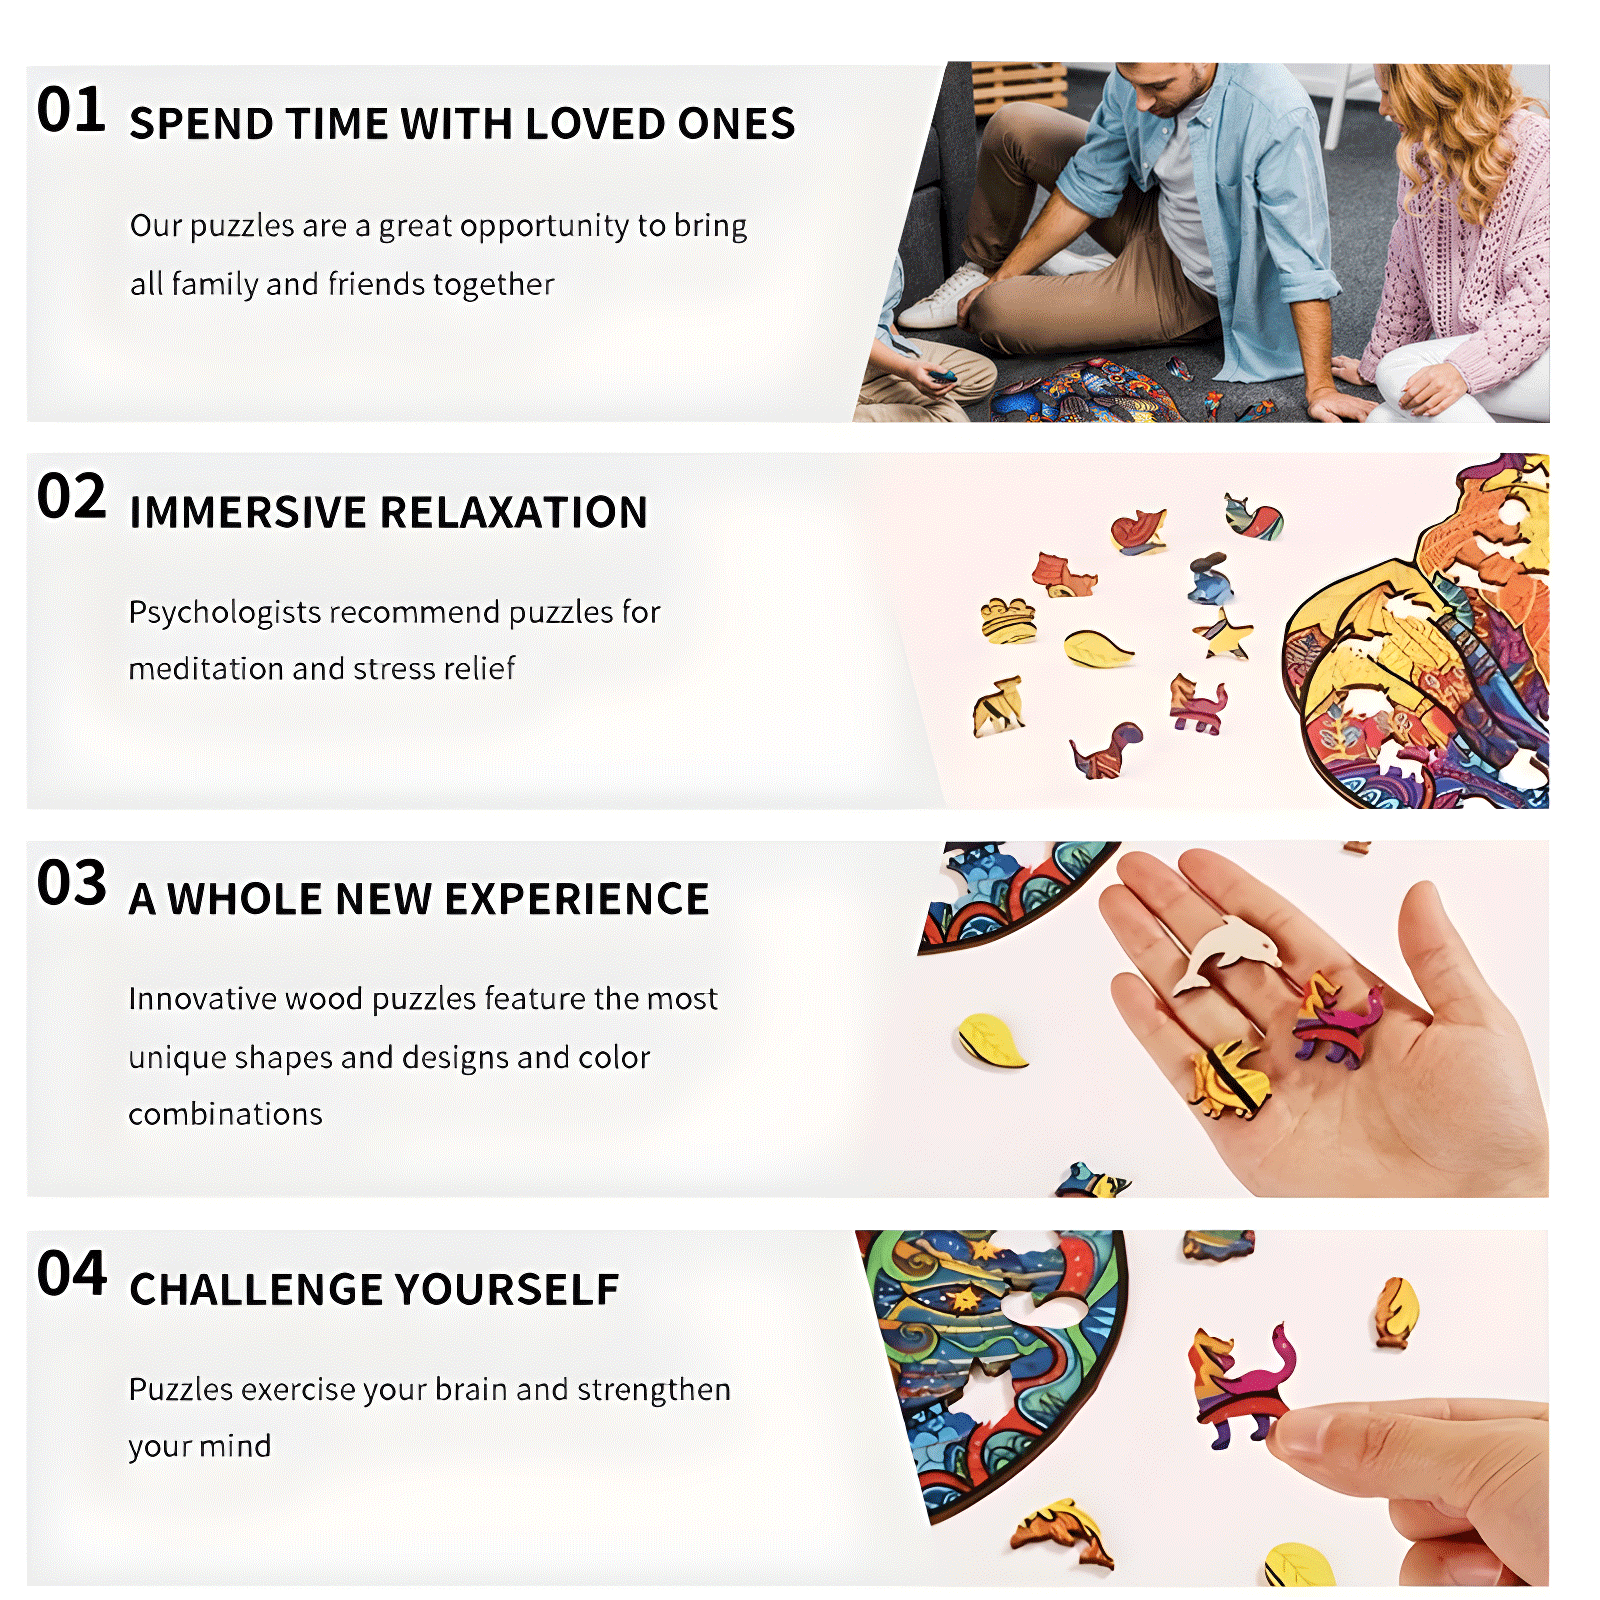 01 SPEND TIME WITH LOVED ONES
Our puzzles are a great opportunity to bring
all family and friends together
02 IMMERSIVE RELAXATION
Psychologists recommend puzzles for
meditation and stress relief
03 A WHOLE NEW EXPERIENCE
Innovative wood puzzles feature the most
unique shapes and designs and color
combinations
04 CHALLENGE YOURSELF
Puzzles exercise your brain and strengthen
your mind